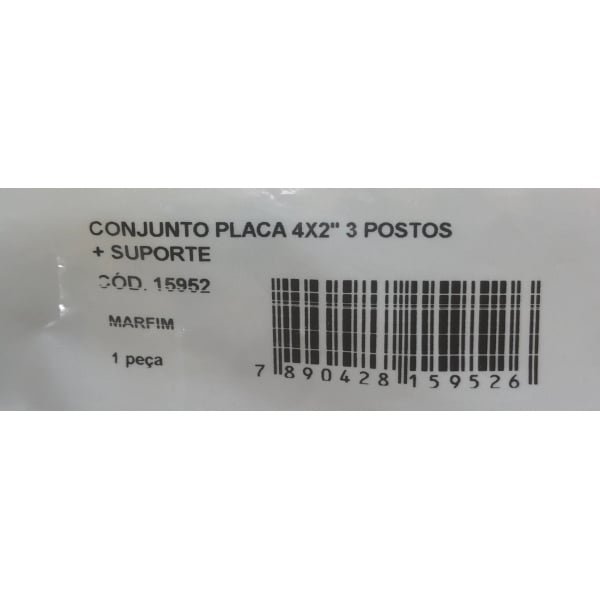 CONJUNTO PLACA 4X2" 3 POSTOS
+ SUPORTE
CÓD. 15952
MARFIM
1 peça
7 890428 159526